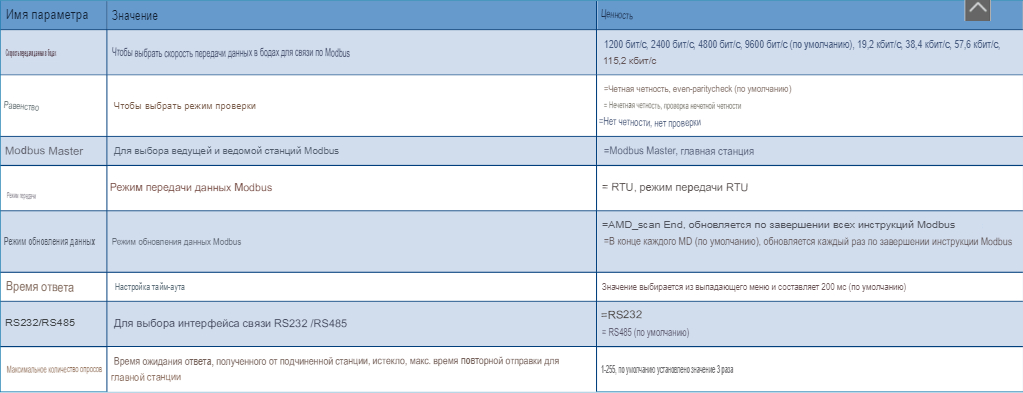 Имя параметра
Значение
Ценность
Скорость передачи данных в бодах
Чтобы выбрать скорость передачи данных в бодах для связи по Modbus
1200 бит/с, 2400 бит/с, 4800 бит/с, 9600 бит/с (по умолчанию), 19,2 кбит/с, 38,4 кбит/с, 57,6 кбит/с,
115,2 кбит/с
Равенство
Чтобы выбрать режим проверки
=Четная четность, even-paritycheck (по умолчанию)
= Нечетная четность, проверка нечетной четности
=Нет четности, нет проверки
Modbus Master
Для выбора ведущей и ведомой станций Modbus
=Modbus Master, главная станция
Режим передачи
Режим передачи данных Modbus
= RTU, режим передачи RTU
Режим обновления данных
Режим обновления данных Modbus
=AMD_scan End, обновляется по завершении всех инструкций Modbus
=В конце каждого MD (по умолчанию), обновляется каждый раз по завершении инструкции Modbus
Время ответа
Настройка тайм-аута
Значение выбирается из выпадающего меню и составляет 200 мс (по умолчанию)
RS232/RS485
Для выбора интерфейса связи RS232 /RS485
=RS232
= RS485 (по умолчанию)
Максимальное количество опросов
Время ожидания ответа, полученного от подчиненной станции, истекло, макс. время повторной отправки для
главной станции
1-255, по умолчанию установлено значение 3 раза